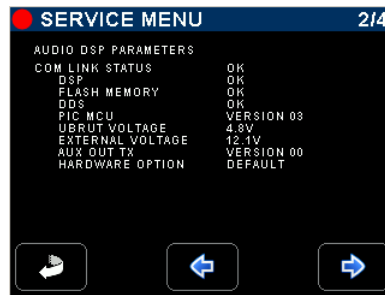 SERVICE MENU 2/4
AUDIO DSP PARAMETERS
COM LINK STATUS OK
DSP OK
FLASH MEMORY OK
DDS OK
PIC MCU VERSION 03
UBRUT VOLTAGE 4.8V
EXTERNAL VOLTAGE 12.1V
AUX OUT TX VERSION 00
HARDWARE OPTION DEFAULT